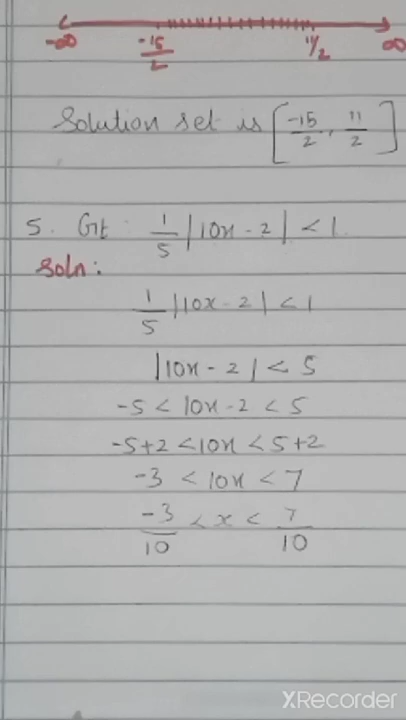 -∞ -15/2 11/2 ∞
Solution set is [-15/2, 11/2]
5. Gt 1/5 |10x - 2| < 1.
Soln:
1/5 |10x - 2| < 1
|10x - 2| < 5
-5 < 10x - 2 < 5
-5+2 < 10x < 5+2
-3 < 10x < 7
-3/10 < x < 7/10
XRecorder